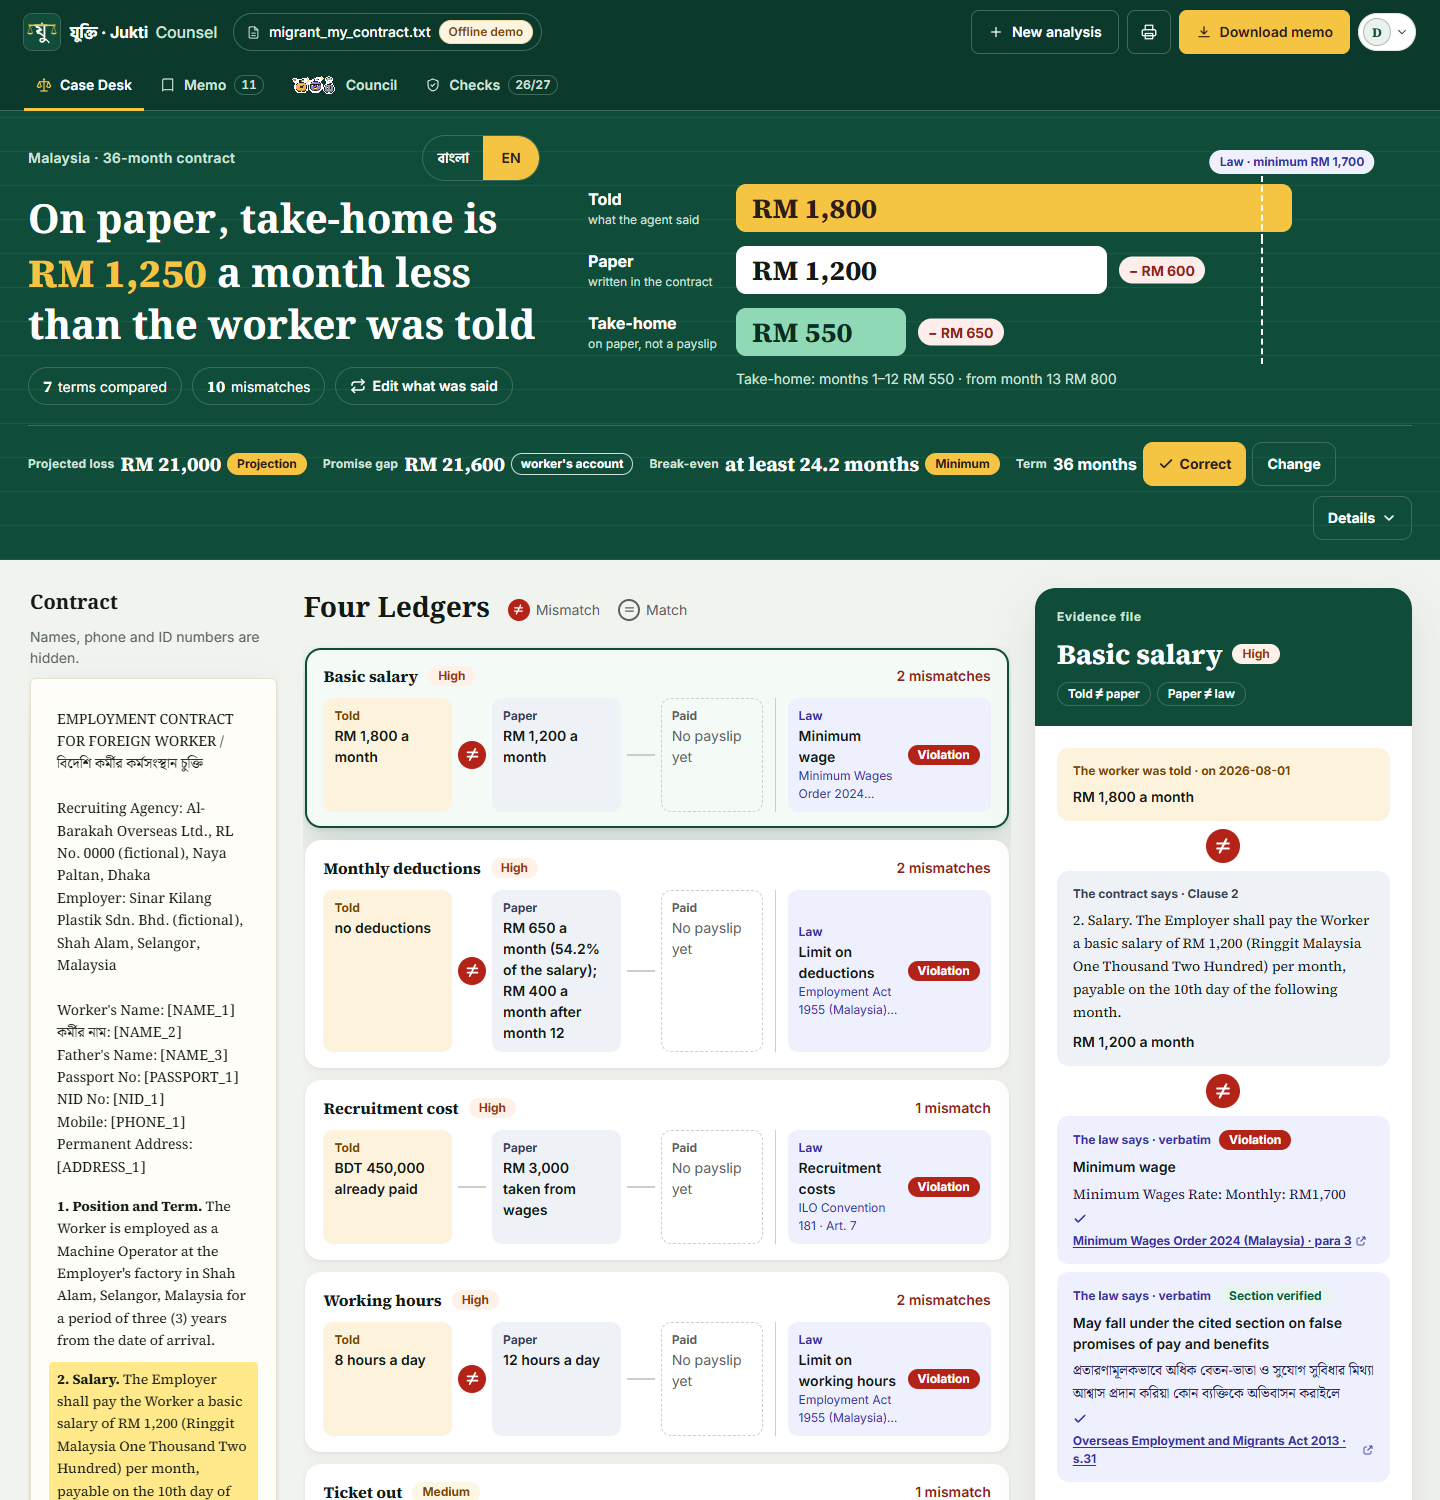 যু যুক্তি · Jukti Counsel
migrant_my_contract.txt Offline demo
New analysis
Download memo
D
Case Desk
Memo 11
Council
Checks 26/27
Malaysia · 36-month contract
বাংলা EN
On paper, take-home is
RM 1,250 a month less
than the worker was told
7 terms compared
10 mismatches
Edit what was said
Law · minimum RM 1,700
Told
what the agent said
RM 1,800
Paper
written in the contract
RM 1,200
– RM 600
Take-home
on paper, not a payslip
RM 550
– RM 650
Take-home: months 1–12 RM 550 · from month 13 RM 800
Projected loss RM 21,000 Projection
Promise gap RM 21,600 worker's account
Break-even at least 24.2 months Minimum
Term 36 months
Correct
Change
Details
Contract
Names, phone and ID numbers are
hidden.
EMPLOYMENT CONTRACT
FOR FOREIGN WORKER /
বিদেশি কর্মীর কর্মসংস্থান চুক্তি
Recruiting Agency: Al-
Barakah Overseas Ltd., RL
No. 0000 (fictional), Naya
Paltan, Dhaka
Employer: Sinar Kilang
Plastik Sdn. Bhd. (fictional),
Shah Alam, Selangor,
Malaysia
Worker's Name: [NAME_1]
কর্মীর নাম: [NAME_2]
Father's Name: [NAME_3]
Passport No: [PASSPORT_1]
NID No: [NID_1]
Mobile: [PHONE_1]
Permanent Address:
[ADDRESS_1]
1. Position and Term. The
Worker is employed as a
Machine Operator at the
Employer's factory in Shah
Alam, Selangor, Malaysia for
a period of three (3) years
from the date of arrival.
2. Salary. The Employer
shall pay the Worker a basic
salary of RM 1,200 (Ringgit
Malaysia One Thousand Two
Hundred) per month,
payable on the 10th day of
Four Ledgers
≠ Mismatch
= Match
Basic salary High
2 mismatches
Told
RM 1,800 a
month
≠
Paper
RM 1,200 a
month
Paid
No payslip
yet
Law
Minimum
wage
Minimum Wages
Order 2024...
Violation
Monthly deductions High
2 mismatches
Told
no deductions
≠
Paper
RM 650 a
month (54.2%
of the salary);
RM 400 a
month after
month 12
Paid
No payslip
yet
Law
Limit on
deductions
Employment Act
1955 (Malaysia)...
Violation
Recruitment cost High
1 mismatch
Told
BDT 450,000
already paid
Paper
RM 3,000
taken from
wages
Paid
No payslip
yet
Law
Recruitment
costs
ILO Convention
181 · Art. 7
Violation
Working hours High
2 mismatches
Told
8 hours a day
≠
Paper
12 hours a day
Paid
No payslip
yet
Law
Limit on
working hours
Employment Act
1955 (Malaysia)...
Violation
Ticket out Medium
1 mismatch
Evidence file
Basic salary High
Told ≠ paper
Paper ≠ law
The worker was told · on 2026-08-01
RM 1,800 a month
≠
The contract says · Clause 2
2. Salary. The Employer shall pay the Worker
a basic salary of RM 1,200 (Ringgit Malaysia
One Thousand Two Hundred) per month,
payable on the 10th day of the following
month.
RM 1,200 a month
≠
The law says · verbatim Violation
Minimum wage
Minimum Wages Rate: Monthly: RM1,700
Minimum Wages Order 2024 (Malaysia) · para 3
The law says · verbatim Section verified
May fall under the cited section on false
promises of pay and benefits
প্রতারণামূলকভাবে অধিক বেতন-ভাতা ও সুযোগ সুবিধার মিথ্যা
আশ্বাস প্রদান করিয়া কোন ব্যক্তিকে অভিবাসন করাইলে
Overseas Employment and Migrants Act 2013 ·
s.31